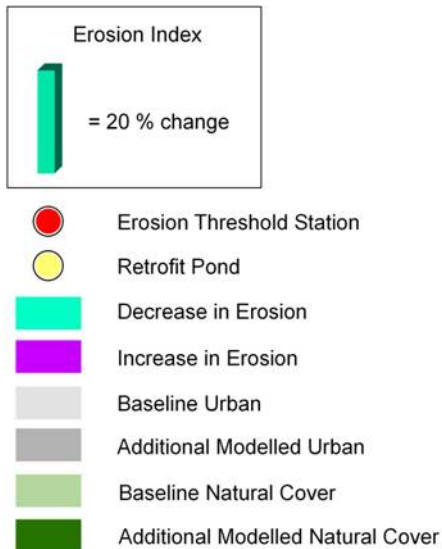 Erosion Index
= 20 % change
Erosion Threshold Station
Retrofit Pond
Decrease in Erosion
Increase in Erosion
Baseline Urban
Additional Modelled Urban
Baseline Natural Cover
Additional Modelled Natural Cover